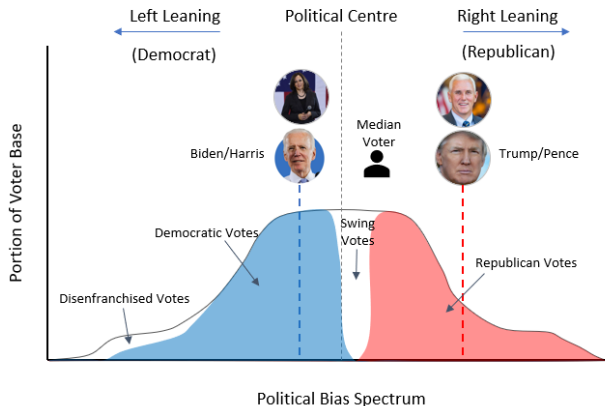 Left Leaning
Political Centre
Right Leaning
(Democrat)
(Republican)
Median
Voter
Biden/Harris
Trump/Pence
Portion of Voter Base
Democratic Votes
Swing
Votes
Republican Votes
Disenfranchised Votes
Political Bias Spectrum